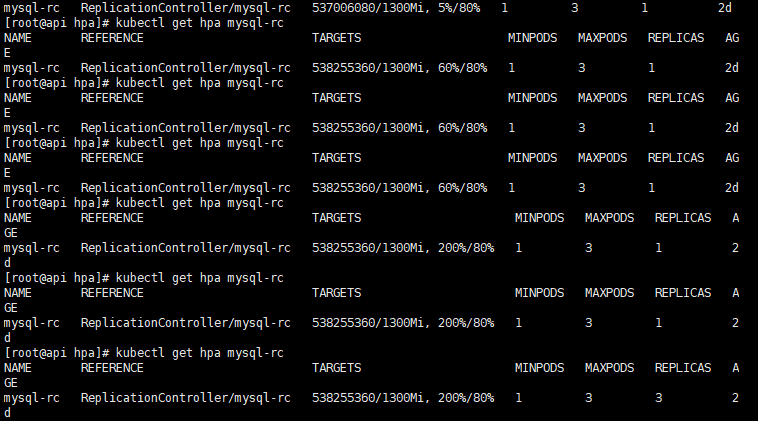 mysql-rc   ReplicationController/mysql-rc   537006080/1300Mi, 5%/80%   1         3         1          2d
[root@api hpa]# kubectl get hpa mysql-rc
NAME       REFERENCE                        TARGETS                     MINPODS   MAXPODS   REPLICAS   AG
E
mysql-rc   ReplicationController/mysql-rc   538255360/1300Mi, 60%/80%   1         3         1          2d
[root@api hpa]# kubectl get hpa mysql-rc
NAME       REFERENCE                        TARGETS                     MINPODS   MAXPODS   REPLICAS   AG
E
mysql-rc   ReplicationController/mysql-rc   538255360/1300Mi, 60%/80%   1         3         1          2d
[root@api hpa]# kubectl get hpa mysql-rc
NAME       REFERENCE                        TARGETS                     MINPODS   MAXPODS   REPLICAS   AG
E
mysql-rc   ReplicationController/mysql-rc   538255360/1300Mi, 60%/80%   1         3         1          2d
[root@api hpa]# kubectl get hpa mysql-rc
NAME       REFERENCE                        TARGETS                      MINPODS   MAXPODS   REPLICAS   A
GE
mysql-rc   ReplicationController/mysql-rc   538255360/1300Mi, 200%/80%   1         3         1          2
d
[root@api hpa]# kubectl get hpa mysql-rc
NAME       REFERENCE                        TARGETS                      MINPODS   MAXPODS   REPLICAS   A
GE
mysql-rc   ReplicationController/mysql-rc   538255360/1300Mi, 200%/80%   1         3         1          2
d
[root@api hpa]# kubectl get hpa mysql-rc
NAME       REFERENCE                        TARGETS                      MINPODS   MAXPODS   REPLICAS   A
GE
mysql-rc   ReplicationController/mysql-rc   538255360/1300Mi, 200%/80%   1         3         3          2
d